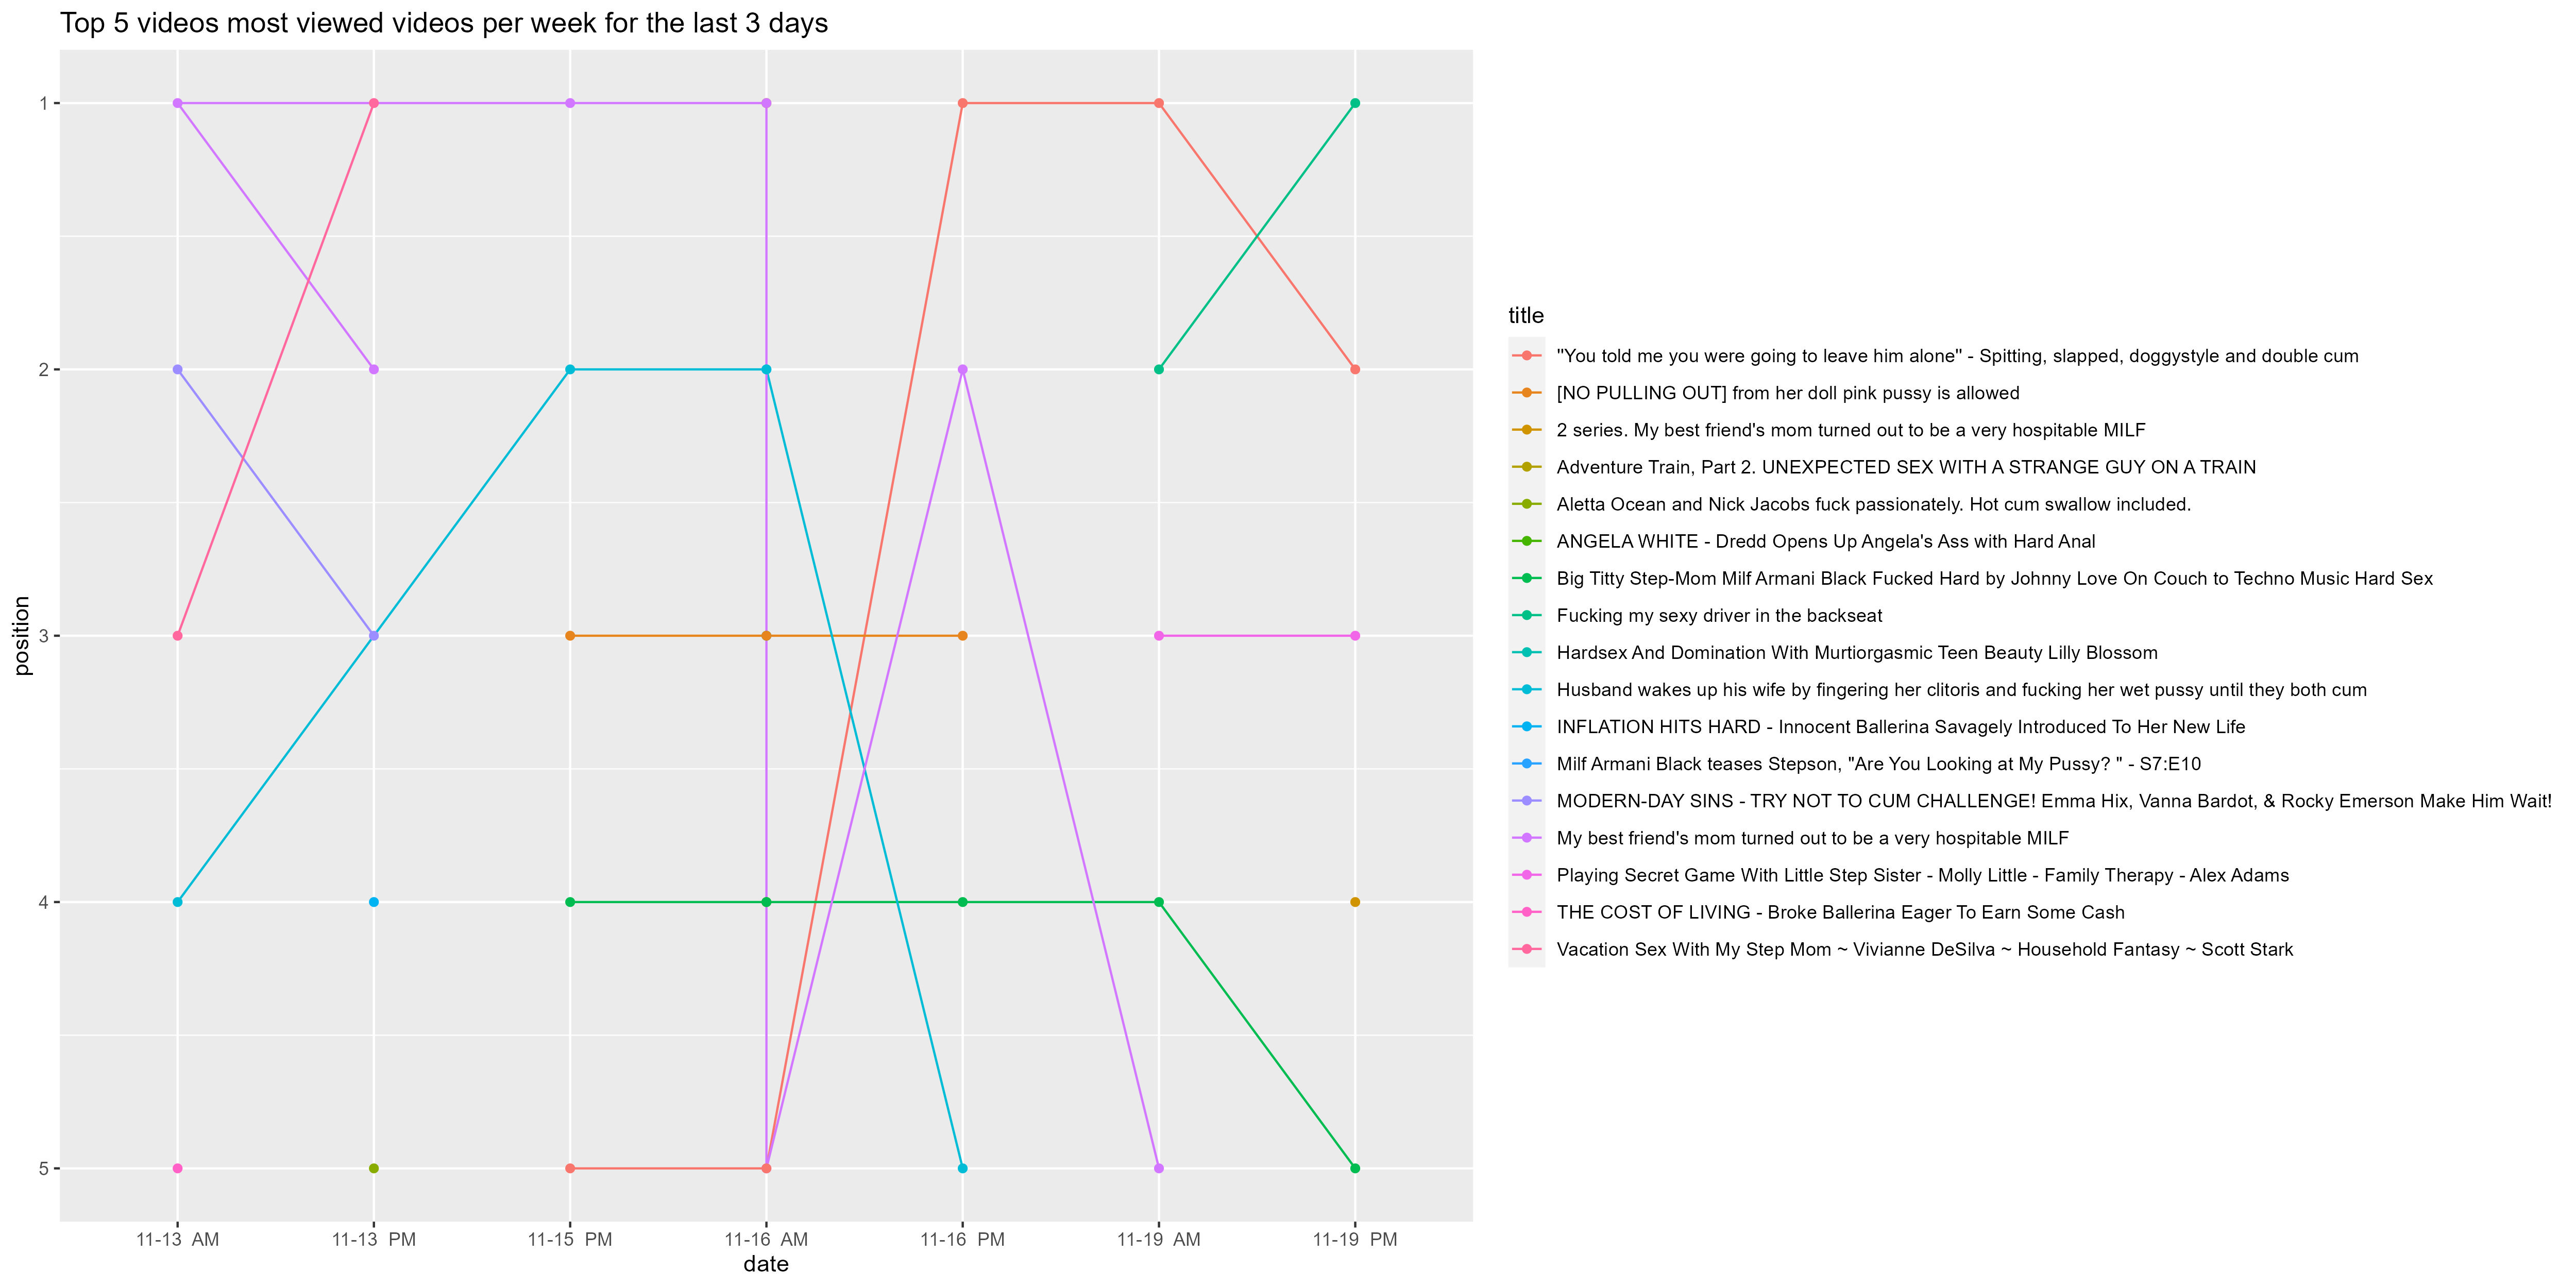 Top 5 videos most viewed videos per week for the last 3 days
1
2
3
4
5
position
11-13 AM
11-13 PM
11-15 PM
11-16 AM
11-16 PM
11-19 AM
11-19 PM
date
title
"You told me you were going to leave him alone" - Spitting, slapped, doggystyle and double cum
[NO PULLING OUT] from her doll pink pussy is allowed
2 series. My best friend's mom turned out to be a very hospitable MILF
Adventure Train, Part 2. UNEXPECTED SEX WITH A STRANGE GUY ON A TRAIN
Aletta Ocean and Nick Jacobs fuck passionately. Hot cum swallow included.
ANGELA WHITE - Dredd Opens Up Angela's Ass with Hard Anal
Big Titty Step-Mom Milf Armani Black Fucked Hard by Johnny Love On Couch to Techno Music Hard Sex
Fucking my sexy driver in the backseat
Hardsex And Domination With Murtiorgasmic Teen Beauty Lilly Blossom
Husband wakes up his wife by fingering her clitoris and fucking her wet pussy until they both cum
INFLATION HITS HARD - Innocent Ballerina Savagely Introduced To Her New Life
Milf Armani Black teases Stepson, "Are You Looking at My Pussy? " - S7:E10
MODERN-DAY SINS - TRY NOT TO CUM CHALLENGE! Emma Hix, Vanna Bardot, & Rocky Emerson Make Him Wait!
My best friend's mom turned out to be a very hospitable MILF
Playing Secret Game With Little Step Sister - Molly Little - Family Therapy - Alex Adams
THE COST OF LIVING - Broke Ballerina Eager To Earn Some Cash
Vacation Sex With My Step Mom ~ Vivianne DeSilva ~ Household Fantasy ~ Scott Stark